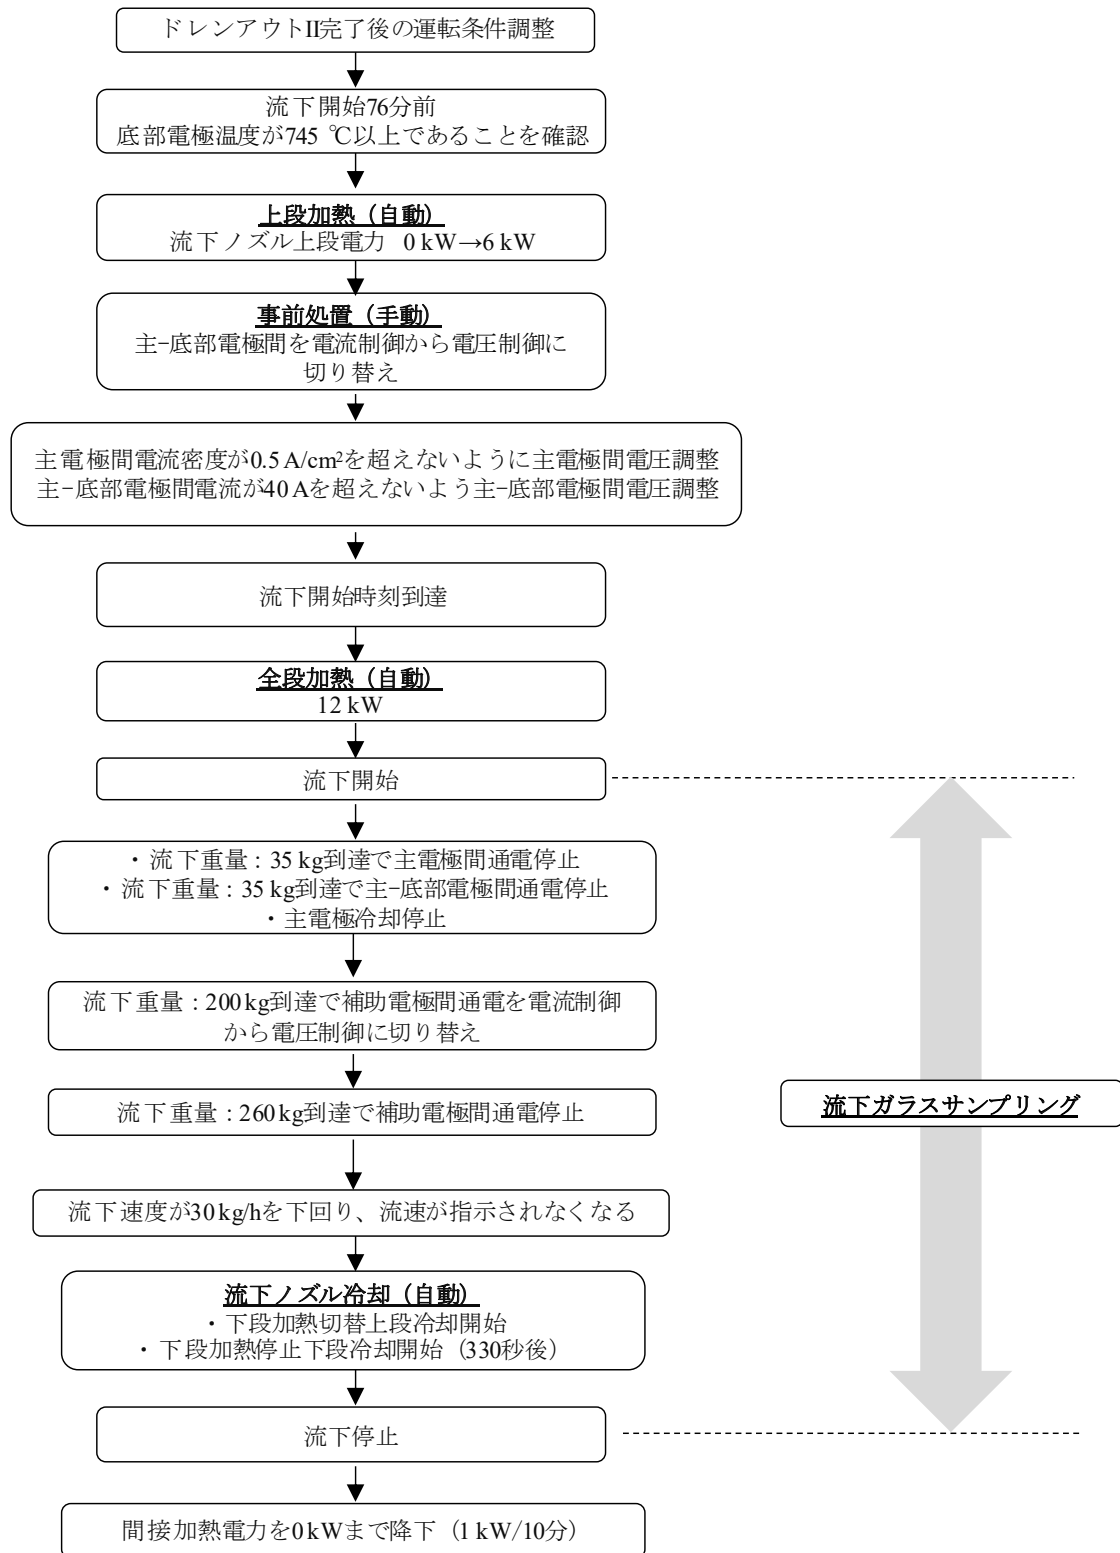 ドレンアウトII完了後の運転条件調整
流下開始76分前
底部電極温度が745 ℃以上であることを確認
上段加熱（自動）
流下ノズル上段電力 0 kW→6 kW
事前処置（手動）
主−底部電極間を電流制御から電圧制御に
切り替え
主電極間電流密度が0.5 A/cm²を超えないように主電極間電圧調整
主−底部電極間電流が40 Aを超えないよう主−底部電極間電圧調整
流下開始時刻到達
全段加熱（自動）
12 kW
流下開始
・流下重量：35 kg到達で主電極間通電停止
・流下重量：35 kg到達で主−底部電極間通電停止
・主電極冷却停止
流下重量：200 kg到達で補助電極間通電を電流制御
から電圧制御に切り替え
流下重量：260 kg到達で補助電極間通電停止
流下ガラスサンプリング
流下速度が30 kg/hを下回り、流速が指示されなくなる
流下ノズル冷却（自動）
・下段加熱切替上段冷却開始
・下段加熱停止下段冷却開始（330秒後）
流下停止
間接加熱電力を0 kWまで降下（1 kW/10分）